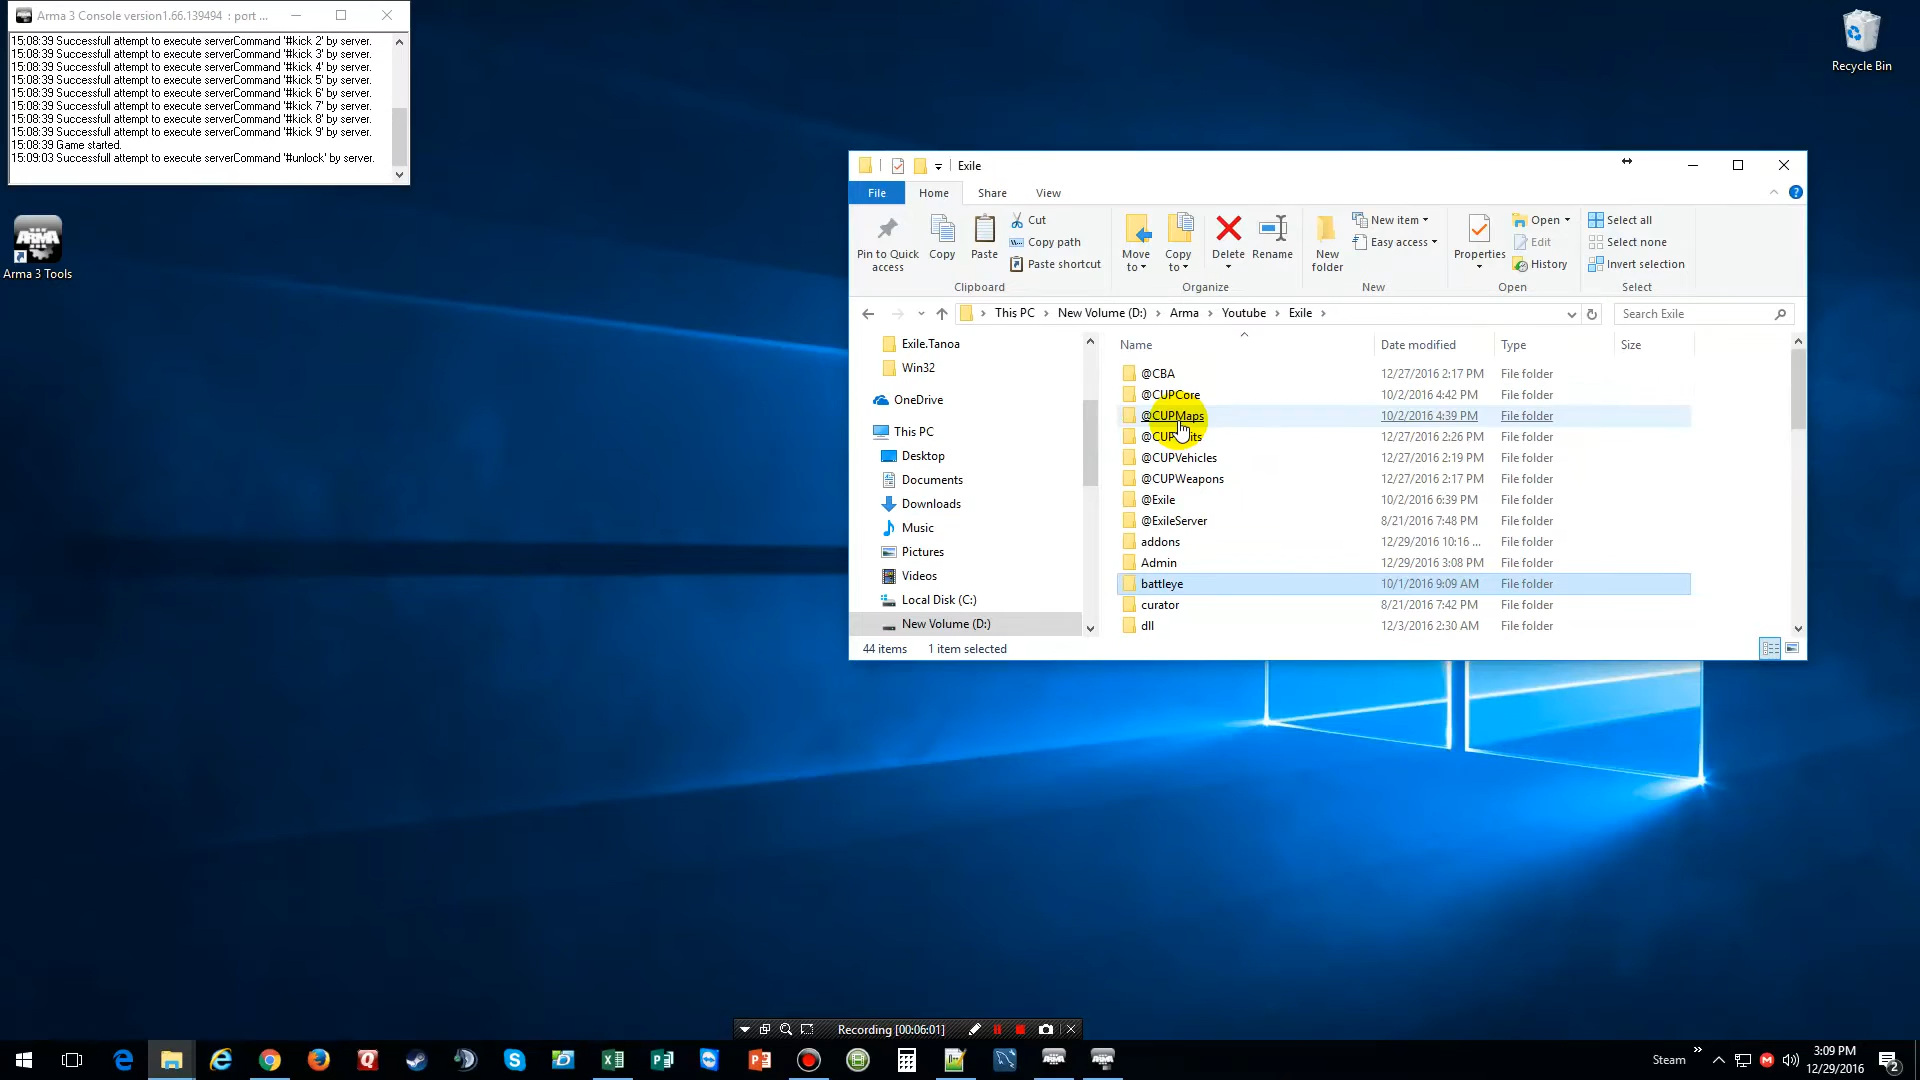 Arma 3 Console version1.66.139494 : port ...
15:08:39 Successfull attempt to execute serverCommand '#kick 2' by server.
15:08:39 Successfull attempt to execute serverCommand '#kick 3' by server.
15:08:39 Successfull attempt to execute serverCommand '#kick 4' by server.
15:08:39 Successfull attempt to execute serverCommand '#kick 5' by server.
15:08:39 Successfull attempt to execute serverCommand '#kick 6' by server.
15:08:39 Successfull attempt to execute serverCommand '#kick 7' by server.
15:08:39 Successfull attempt to execute serverCommand '#kick 8' by server.
15:08:39 Successfull attempt to execute serverCommand '#kick 9' by server.
15:08:39 Game started.
15:09:03 Successfull attempt to execute serverCommand '#unlock' by server.
Recycle Bin
ARMA
Arma 3 Tools
Exile
File Home Share View
Pin to Quick access
Copy
Paste
Cut
Copy path
Paste shortcut
Clipboard
Move to
Copy to
Delete
Rename
Organize
New folder
New item
Easy access
New
Properties
Open
Edit
History
Open
Select all
Select none
Invert selection
Select
This PC New Volume (D:) Arma Youtube Exile
Search Exile
Exile.Tanoa
Win32
OneDrive
This PC
Desktop
Documents
Downloads
Music
Pictures
Videos
Local Disk (C:)
New Volume (D:)
Name Date modified Type Size
@CBA 12/27/2016 2:17 PM File folder
@CUPCore 10/2/2016 4:42 PM File folder
@CUPMaps 10/2/2016 4:39 PM File folder
12/27/2016 2:26 PM File folder
@CUPVehicles 12/27/2016 2:19 PM File folder
@CUPWeapons 12/27/2016 2:17 PM File folder
@Exile 10/2/2016 6:39 PM File folder
@ExileServer 8/21/2016 7:48 PM File folder
addons 12/29/2016 10:16 ... File folder
Admin 12/29/2016 3:08 PM File folder
battleye 10/1/2016 9:09 AM File folder
curator 8/21/2016 7:42 PM File folder
dll 12/3/2016 2:30 AM File folder
44 items 1 item selected
Recording [00:06:01]
Steam
3:09 PM
12/29/2016
2